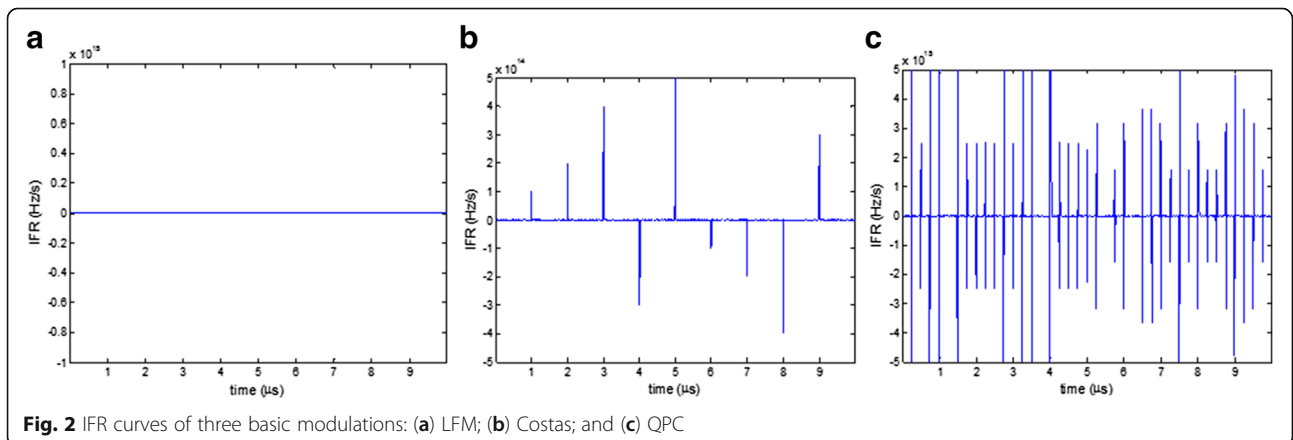 a
b
c
x 10^15
1
0.8
0.6
0.4
0.2
0
-0.2
-0.4
-0.6
-0.8
-1
IFR (Hz/s)
1 2 3 4 5 6 7 8 9
time (μs)
x 10^14
5
4
3
2
1
0
-1
-2
-3
-4
-5
IFR (Hz/s)
1 2 3 4 5 6 7 8 9
time (μs)
x 10^15
5
4
3
2
1
0
-1
-2
-3
-4
-5
IFR (Hz/s)
1 2 3 4 5 6 7 8 9
time (μs)
Fig. 2 IFR curves of three basic modulations: (a) LFM; (b) Costas; and (c) QPC